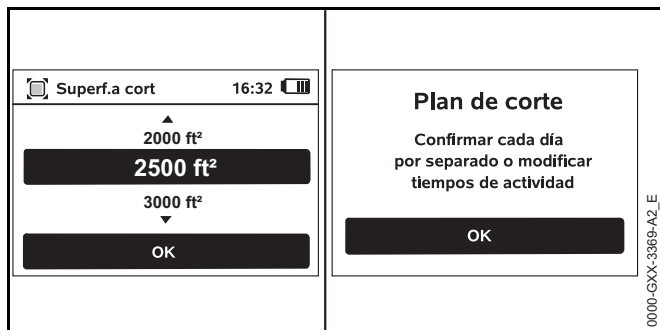 Superf.a cort 16:32
2000 ft²
2500 ft²
3000 ft²
OK
Plan de corte
Confirmar cada día
por separado o modificar
tiempos de actividad
OK
0000-GXX-3369-A2_E